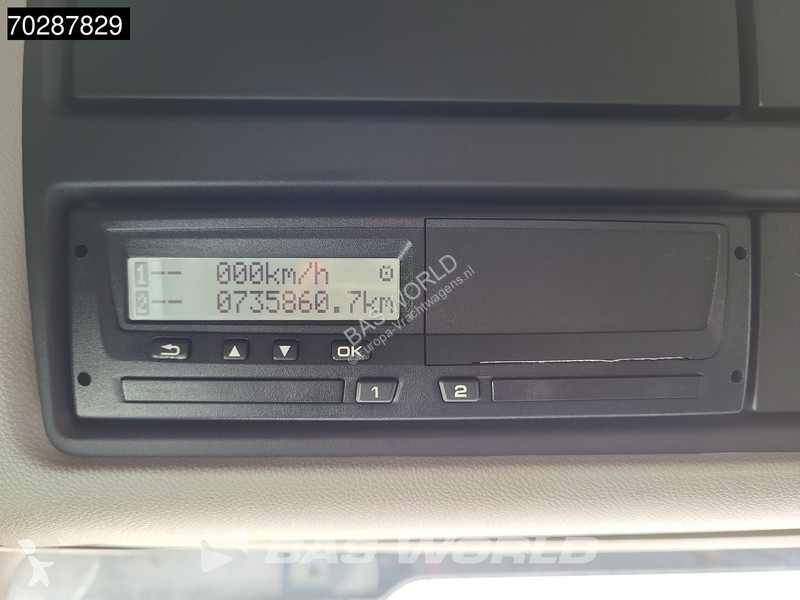 70287829
1 -- 000km/h
2 -- 0735860.7km
OK
1
2
BAS WORLD
©Europa-Vrachtwagens.nl
BAS WORLD